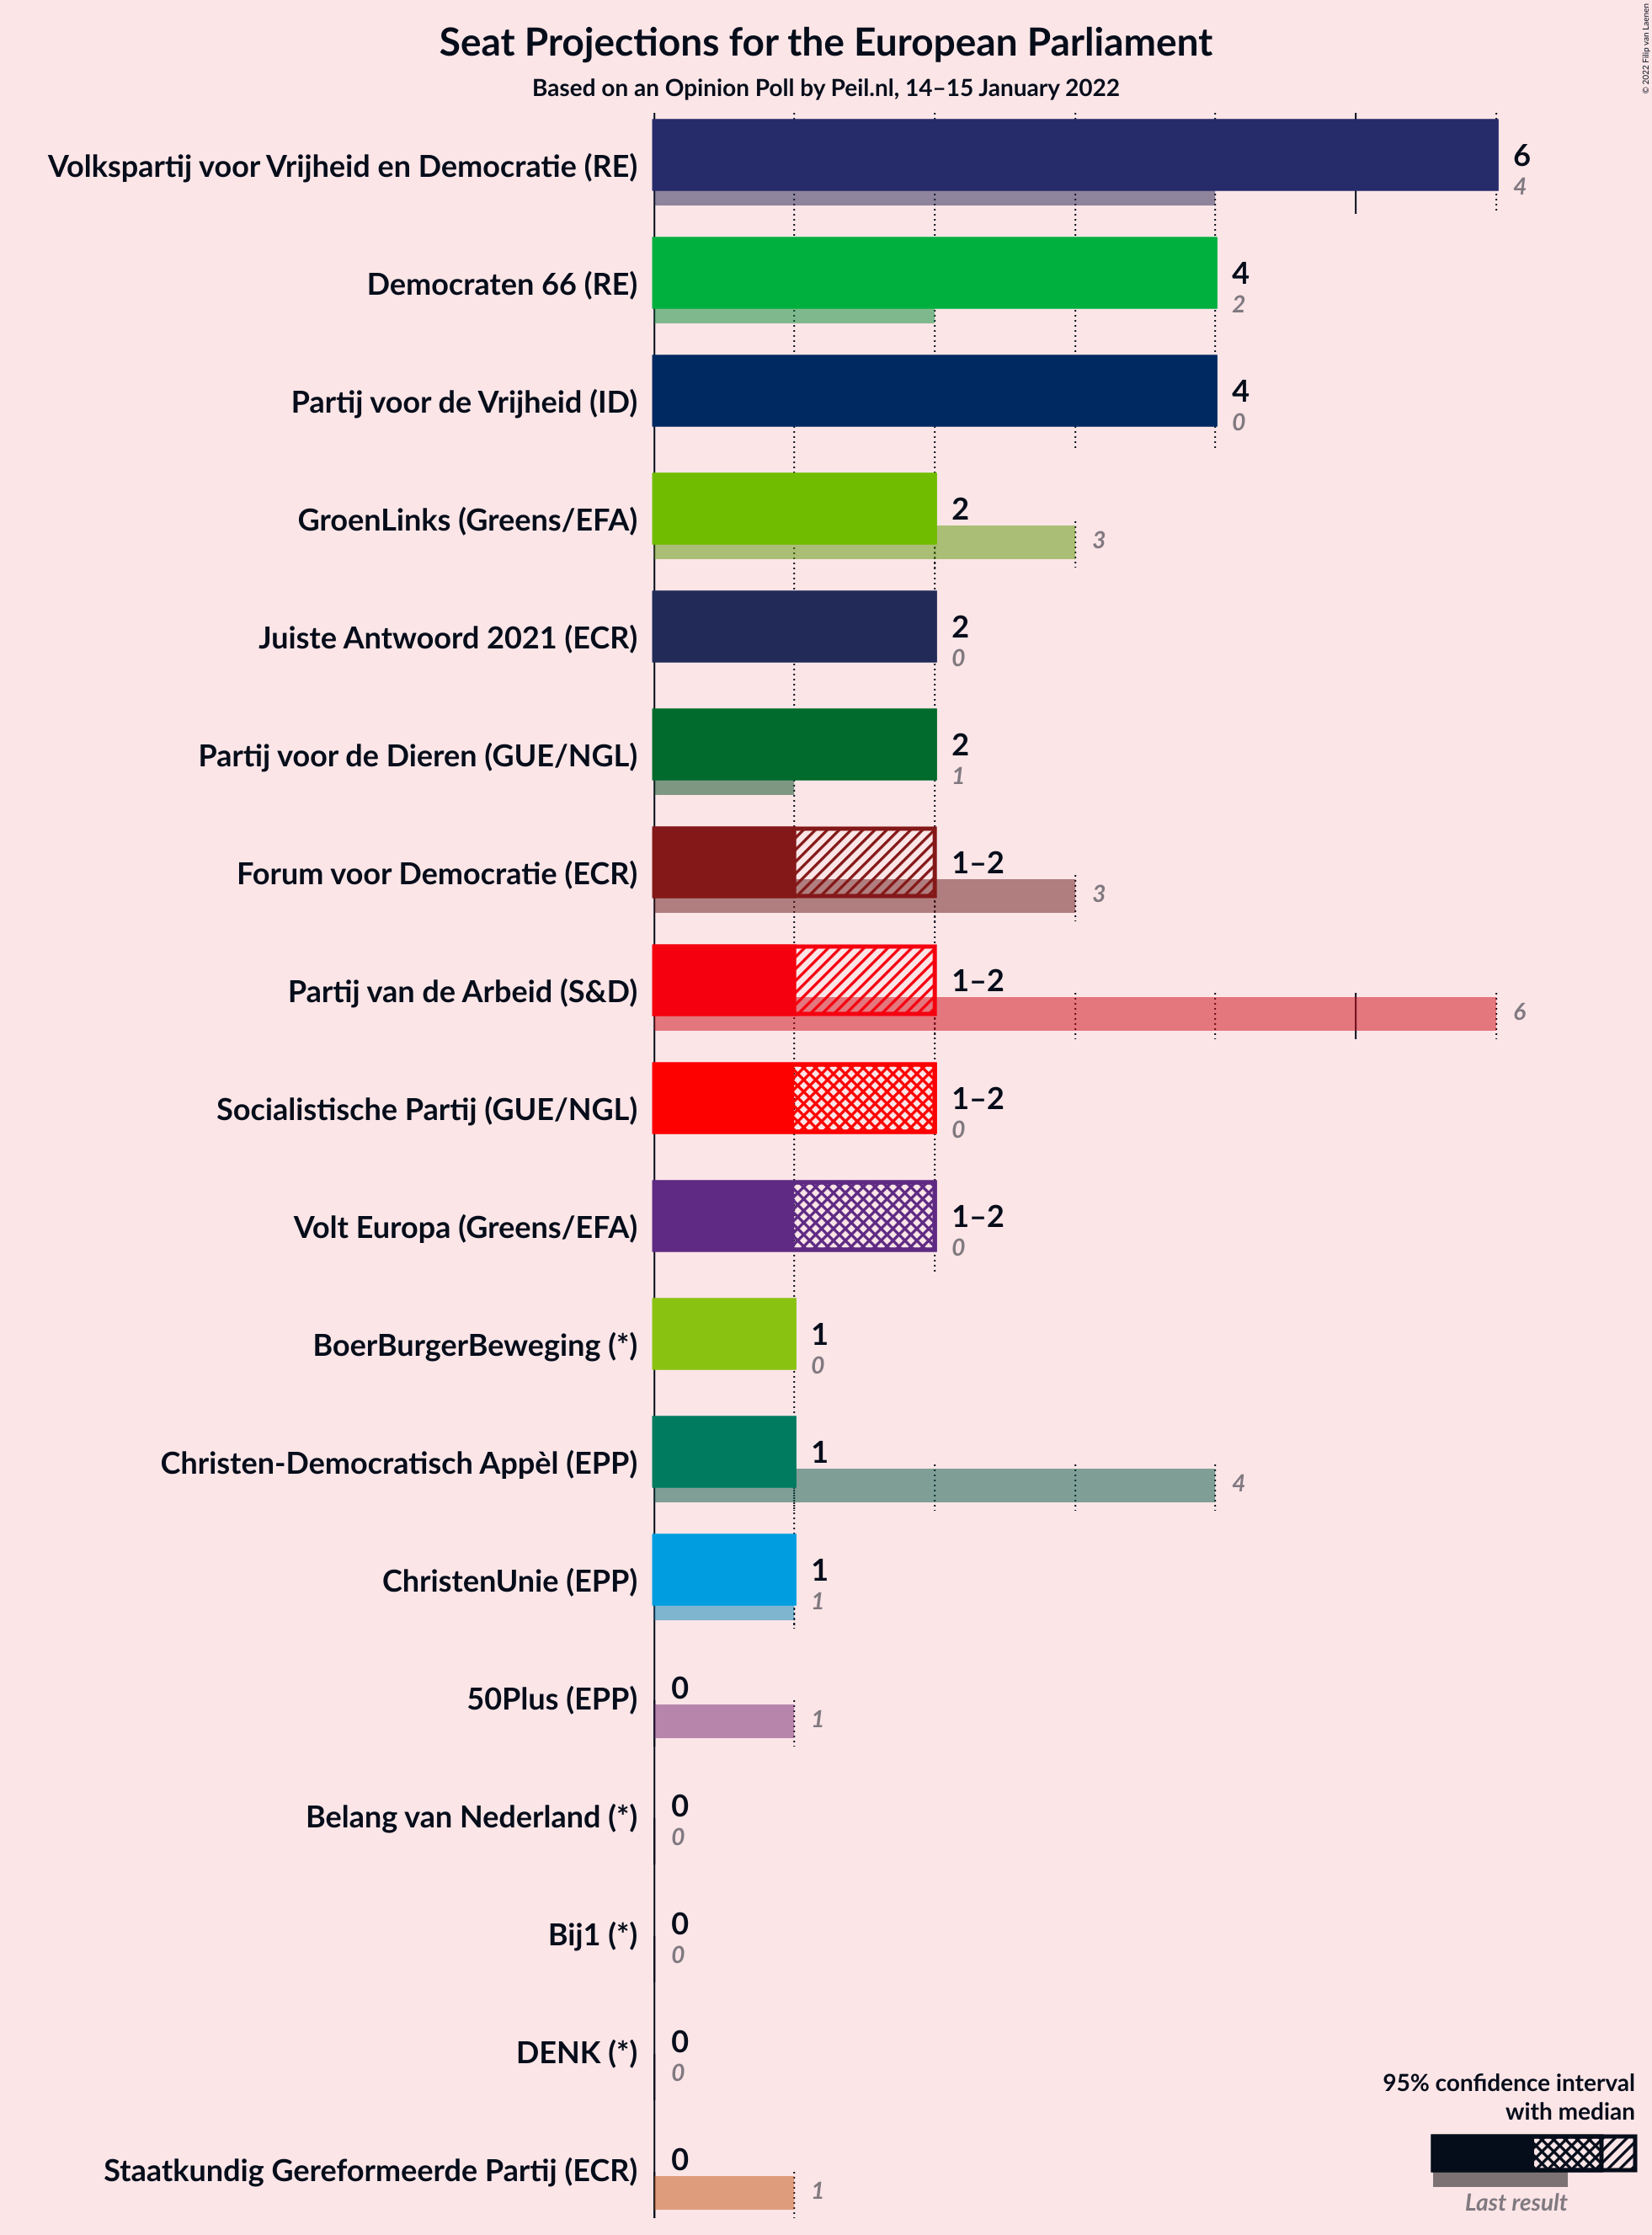 Seat Projections for the European Parliament
Based on an Opinion Poll by Peil.nl, 14–15 January 2022
© 2022 Filip van Laenen
Volkspartij voor Vrijheid en Democratie (RE)
6
4
Democraten 66 (RE)
4
2
Partij voor de Vrijheid (ID)
4
0
GroenLinks (Greens/EFA)
2
3
Juiste Antwoord 2021 (ECR)
2
0
Partij voor de Dieren (GUE/NGL)
2
1
Forum voor Democratie (ECR)
1–2
3
Partij van de Arbeid (S&D)
1–2
6
Socialistische Partij (GUE/NGL)
1–2
0
Volt Europa (Greens/EFA)
1–2
0
BoerBurgerBeweging (*)
1
0
Christen-Democratisch Appèl (EPP)
1
4
ChristenUnie (EPP)
1
1
50Plus (EPP)
0
1
Belang van Nederland (*)
0
0
Bij1 (*)
0
0
DENK (*)
0
0
Staatkundig Gereformeerde Partij (ECR)
0
1
95% confidence interval
with median
Last result